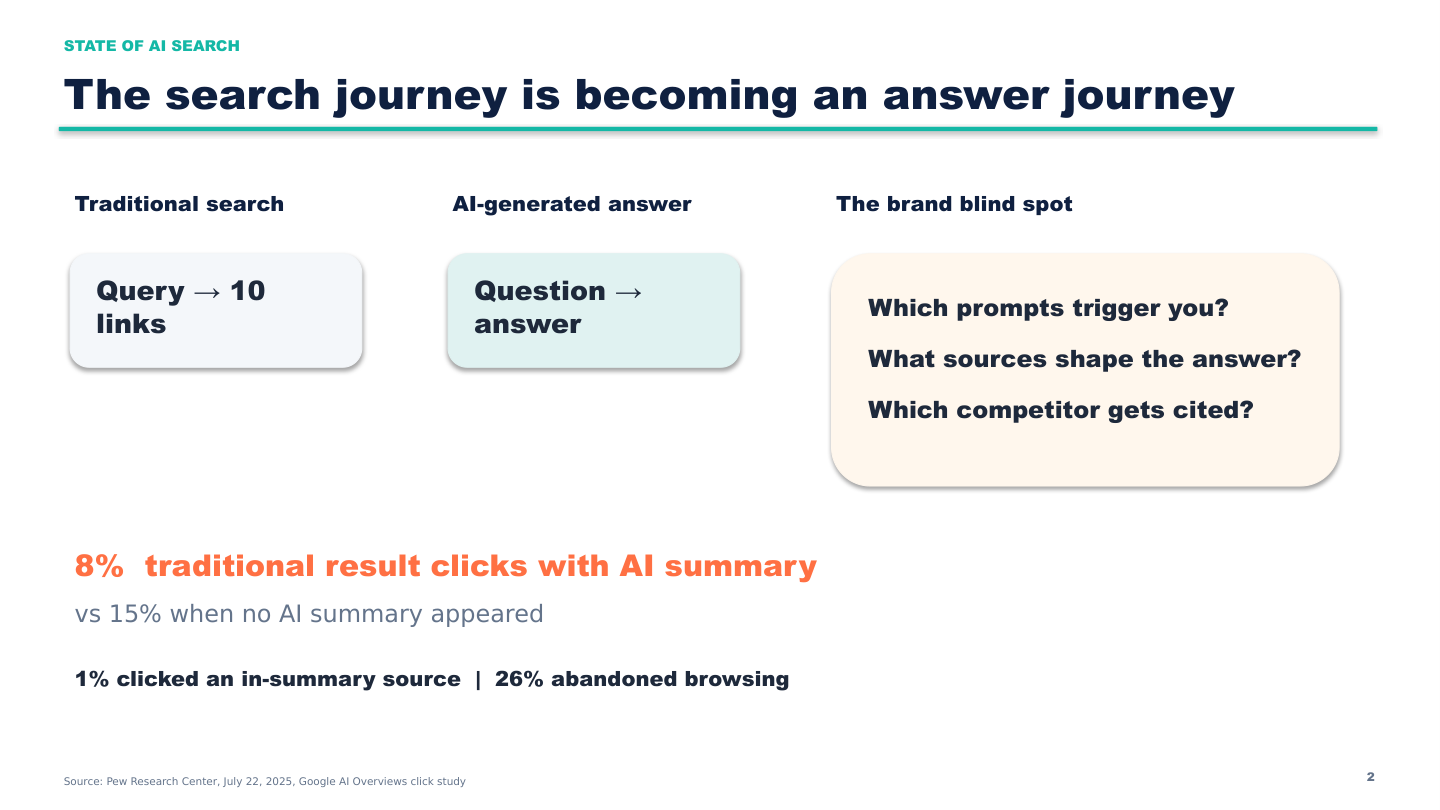 STATE OF AI SEARCH
The search journey is becoming an answer journey
Traditional search
Query → 10
links
AI-generated answer
Question →
answer
The brand blind spot
Which prompts trigger you?
What sources shape the answer?
Which competitor gets cited?
8%  traditional result clicks with AI summary
vs 15% when no AI summary appeared
1% clicked an in-summary source  |  26% abandoned browsing
Source: Pew Research Center, July 22, 2025, Google AI Overviews click study
2